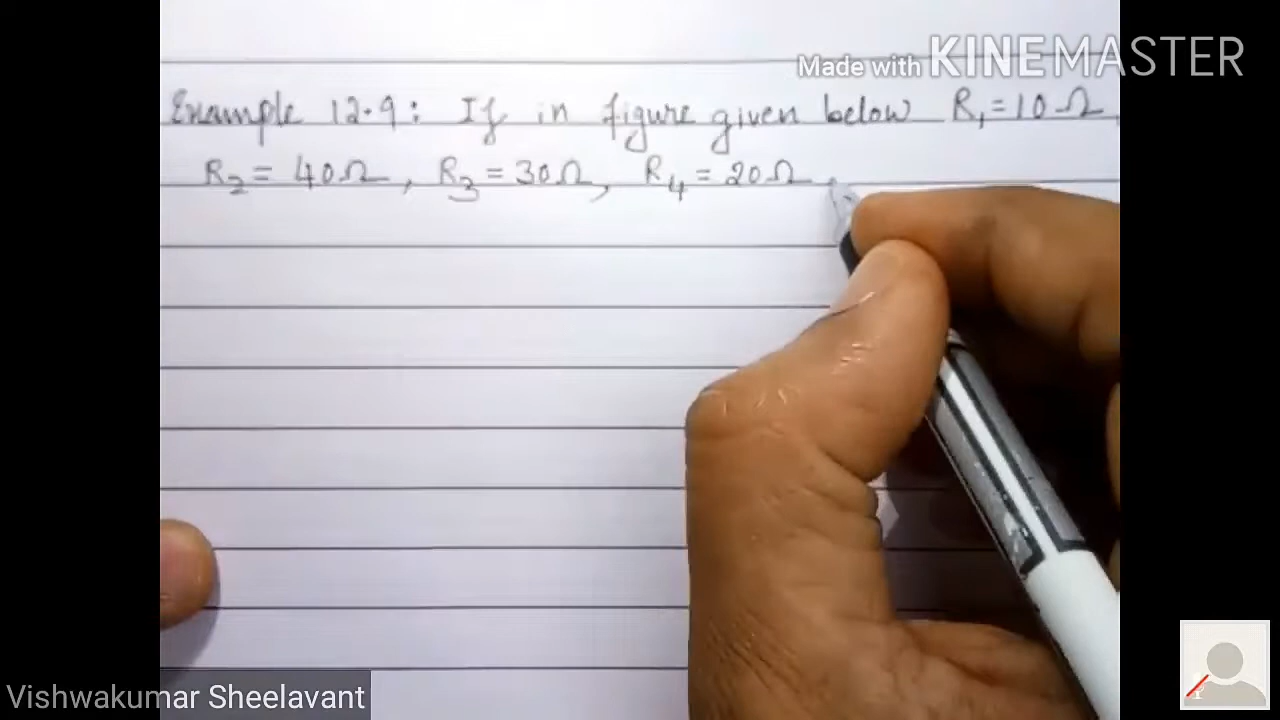 Made with KINEMASTER
Example 12.9: If in figure given below R₁ = 10 Ω,
R₂ = 40 Ω, R₃ = 30 Ω, R₄ = 20 Ω,
Vishwakumar Sheelavant